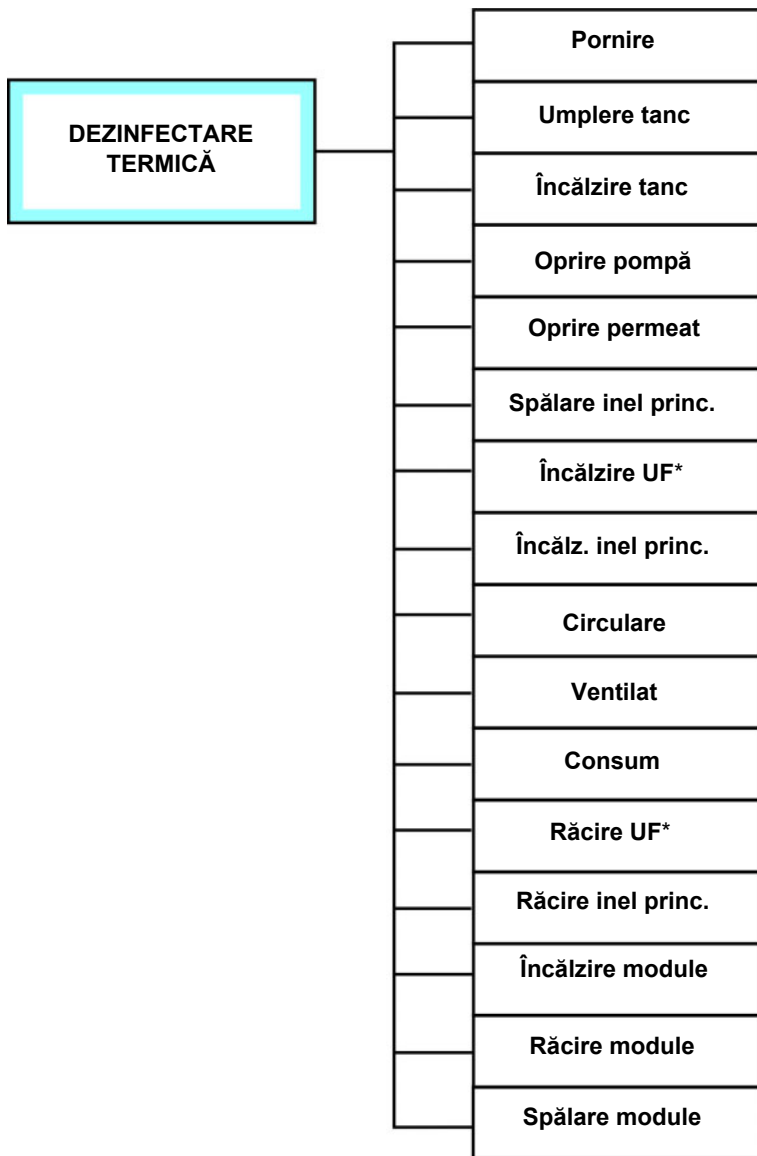 DEZINFECTARE
TERMICĂ
Pornire
Umplere tanc
Încălzire tanc
Oprire pompă
Oprire permeat
Spălare inel princ.
Încălzire UF*
Încălz. inel princ.
Circulare
Ventilat
Consum
Răcire UF*
Răcire inel princ.
Încălzire module
Răcire module
Spălare module